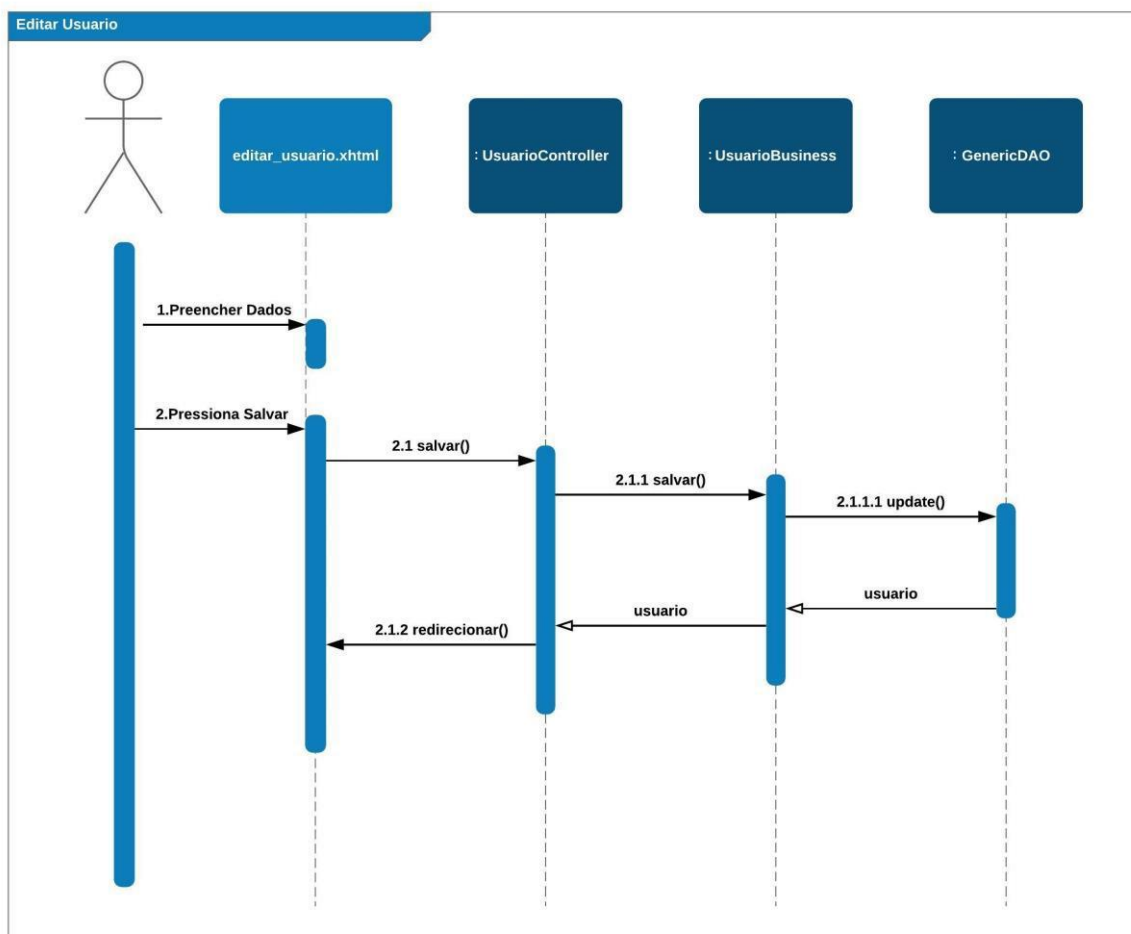 Editar Usuario
editar_usuario.xhtml
: UsuarioController
: UsuarioBusiness
: GenericDAO
1.Preencher Dados
2.Pressiona Salvar
2.1 salvar()
2.1.1 salvar()
2.1.1.1 update()
usuario
usuario
2.1.2 redirecionar()